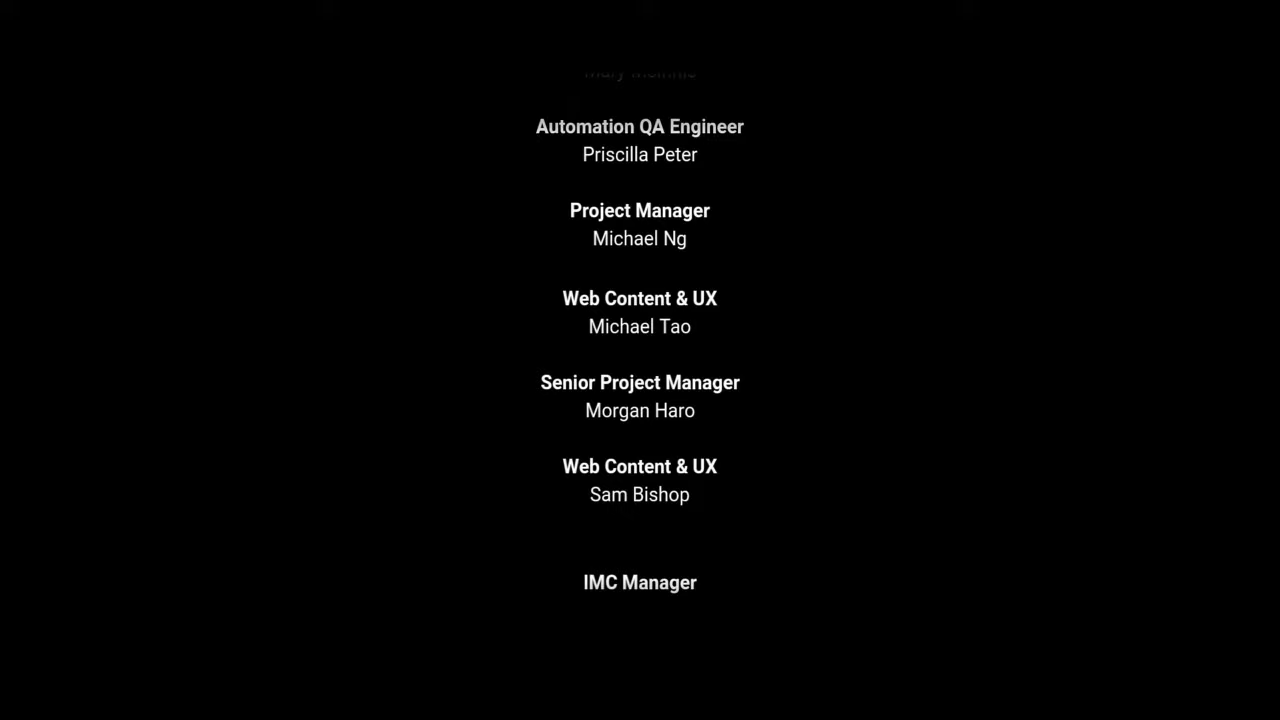 Mary
Automation QA Engineer
Priscilla Peter
Project Manager
Michael Ng
Web Content & UX
Michael Tao
Senior Project Manager
Morgan Haro
Web Content & UX
Sam Bishop
IMC Manager